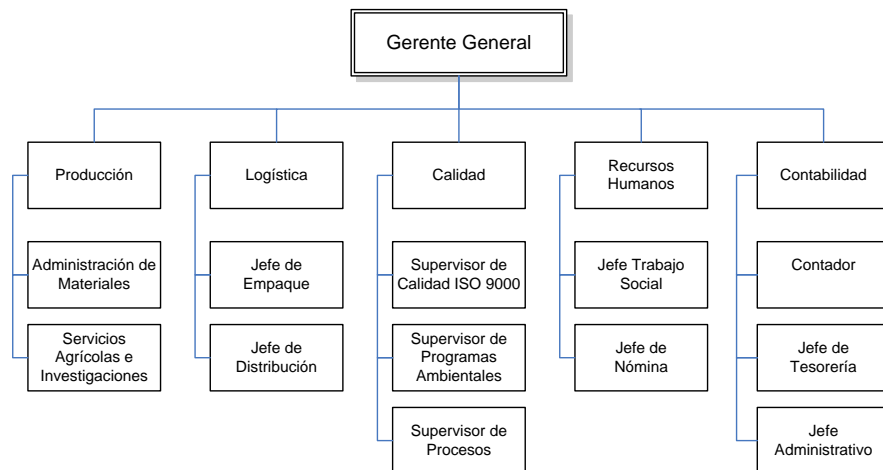 Gerente General
Producción
Logística
Calidad
Recursos
Humanos
Contabilidad
Administración de
Materiales
Jefe de
Empaque
Supervisor de
Calidad ISO 9000
Jefe Trabajo
Social
Contador
Servicios
Agrícolas e
Investigaciones
Jefe de
Distribución
Supervisor de
Programas
Ambientales
Jefe de
Nómina
Jefe de
Tesorería
Supervisor de
Procesos
Jefe
Administrativo